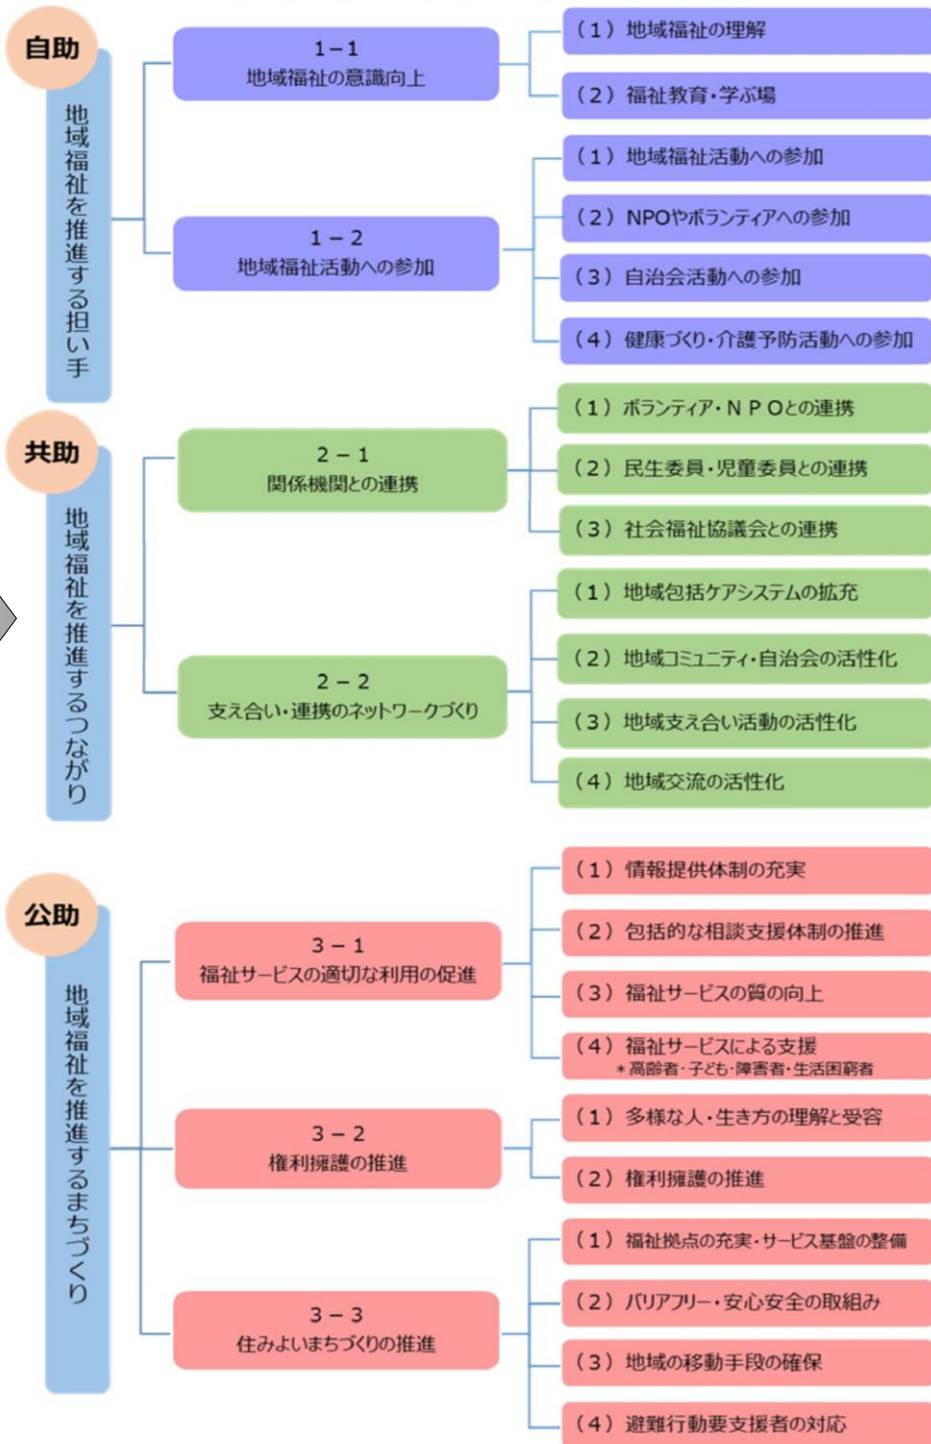 自助
地域福祉を推進する担い手
1-1
地域福祉の意識向上
(1) 地域福祉の理解
(2) 福祉教育・学ぶ場
1-2
地域福祉活動への参加
(1) 地域福祉活動への参加
(2) NPOやボランティアへの参加
(3) 自治会活動への参加
(4) 健康づくり・介護予防活動への参加
共助
地域福祉を推進するつながり
2-1
関係機関との連携
(1) ボランティア・NPOとの連携
(2) 民生委員・児童委員との連携
(3) 社会福祉協議会との連携
2-2
支え合い・連携のネットワークづくり
(1) 地域包括ケアシステムの拡充
(2) 地域コミュニティ・自治会の活性化
(3) 地域支え合い活動の活性化
(4) 地域交流の活性化
公助
地域福祉を推進するまちづくり
3-1
福祉サービスの適切な利用の促進
(1) 情報提供体制の充実
(2) 包括的な相談支援体制の推進
(3) 福祉サービスの質の向上
(4) 福祉サービスによる支援
*高齢者・子ども・障害者・生活困窮者
3-2
権利擁護の推進
(1) 多様な人・生き方の理解と受容
(2) 権利擁護の推進
3-3
住みよいまちづくりの推進
(1) 福祉拠点の充実・サービス基盤の整備
(2) バリアフリー・安心安全の取組み
(3) 地域の移動手段の確保
(4) 避難行動要支援者の対応